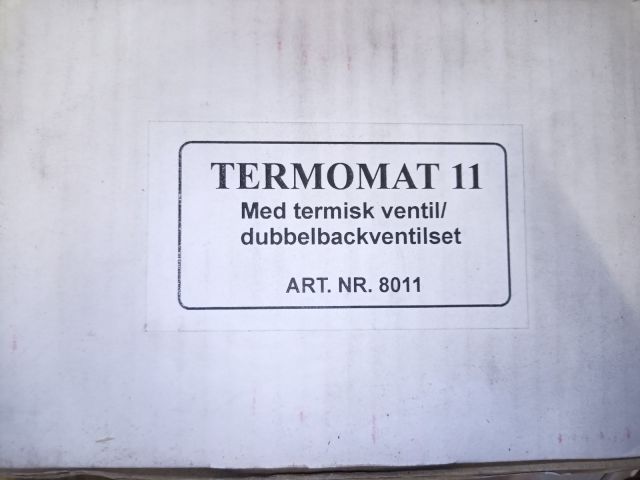 TERMOMAT 11
Med termisk ventil/
dubbelbackventilset
ART. NR. 8011